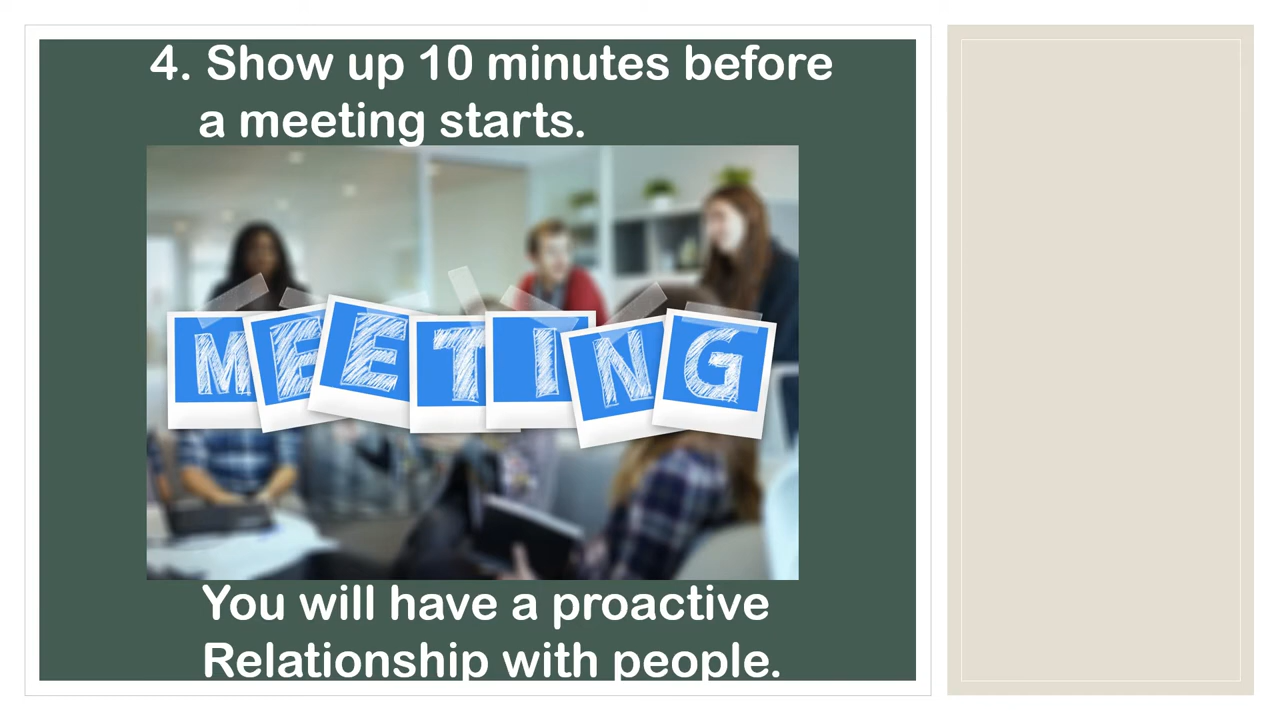 4. Show up 10 minutes before
a meeting starts.
MEETING
You will have a proactive
Relationship with people.